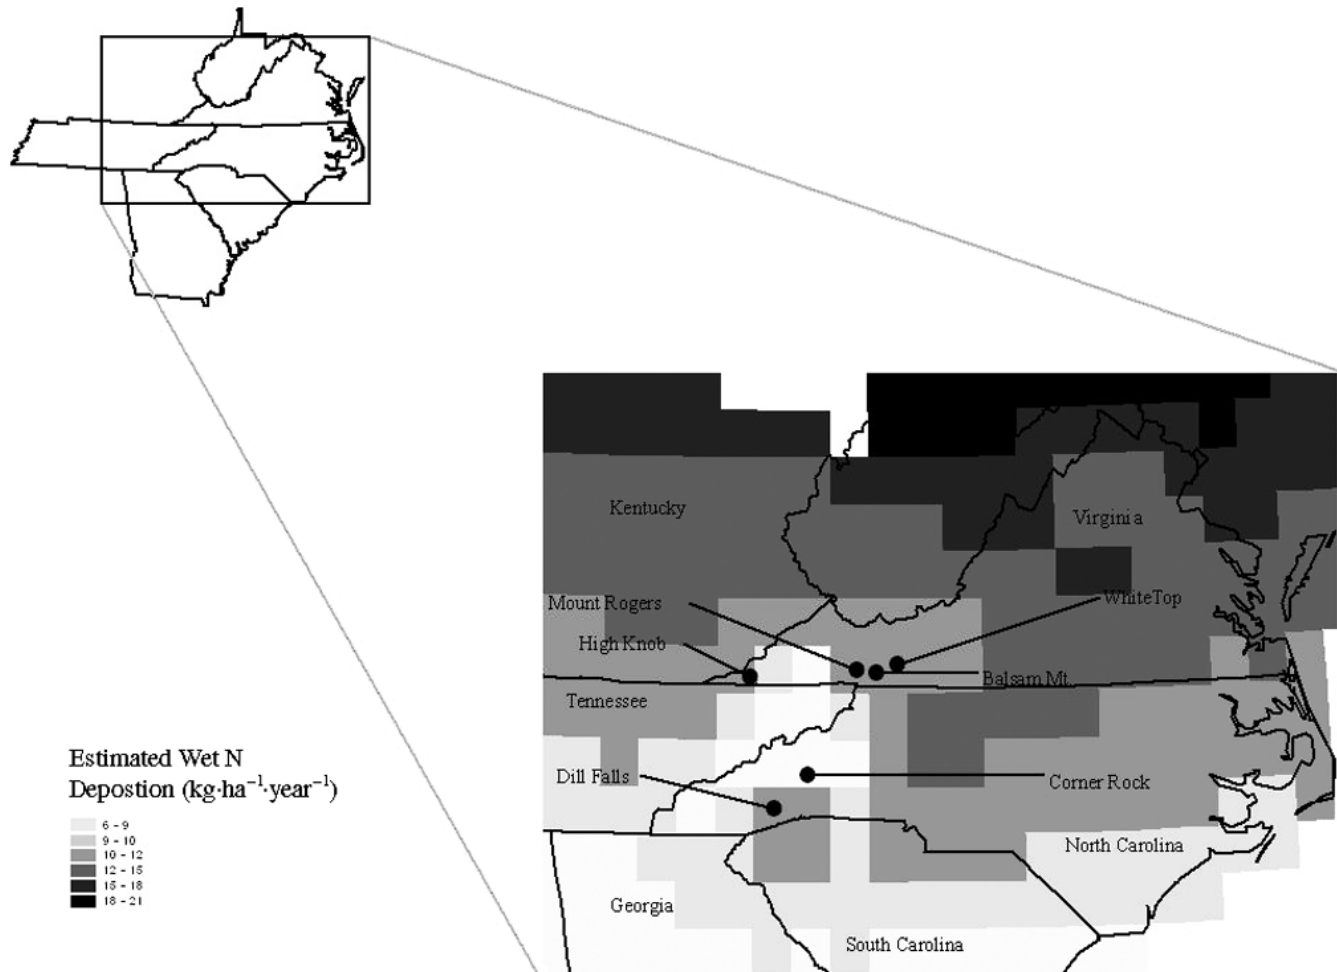 Kentucky
Virginia
Mount Rogers
WhiteTop
High Knob
Balsam Mt.
Tennessee
Dill Falls
Corner Rock
North Carolina
Georgia
South Carolina
Estimated Wet N
Depostion (kg·ha⁻¹·year⁻¹)
6 – 9
9 – 10
10 – 12
12 – 15
15 – 18
18 – 21